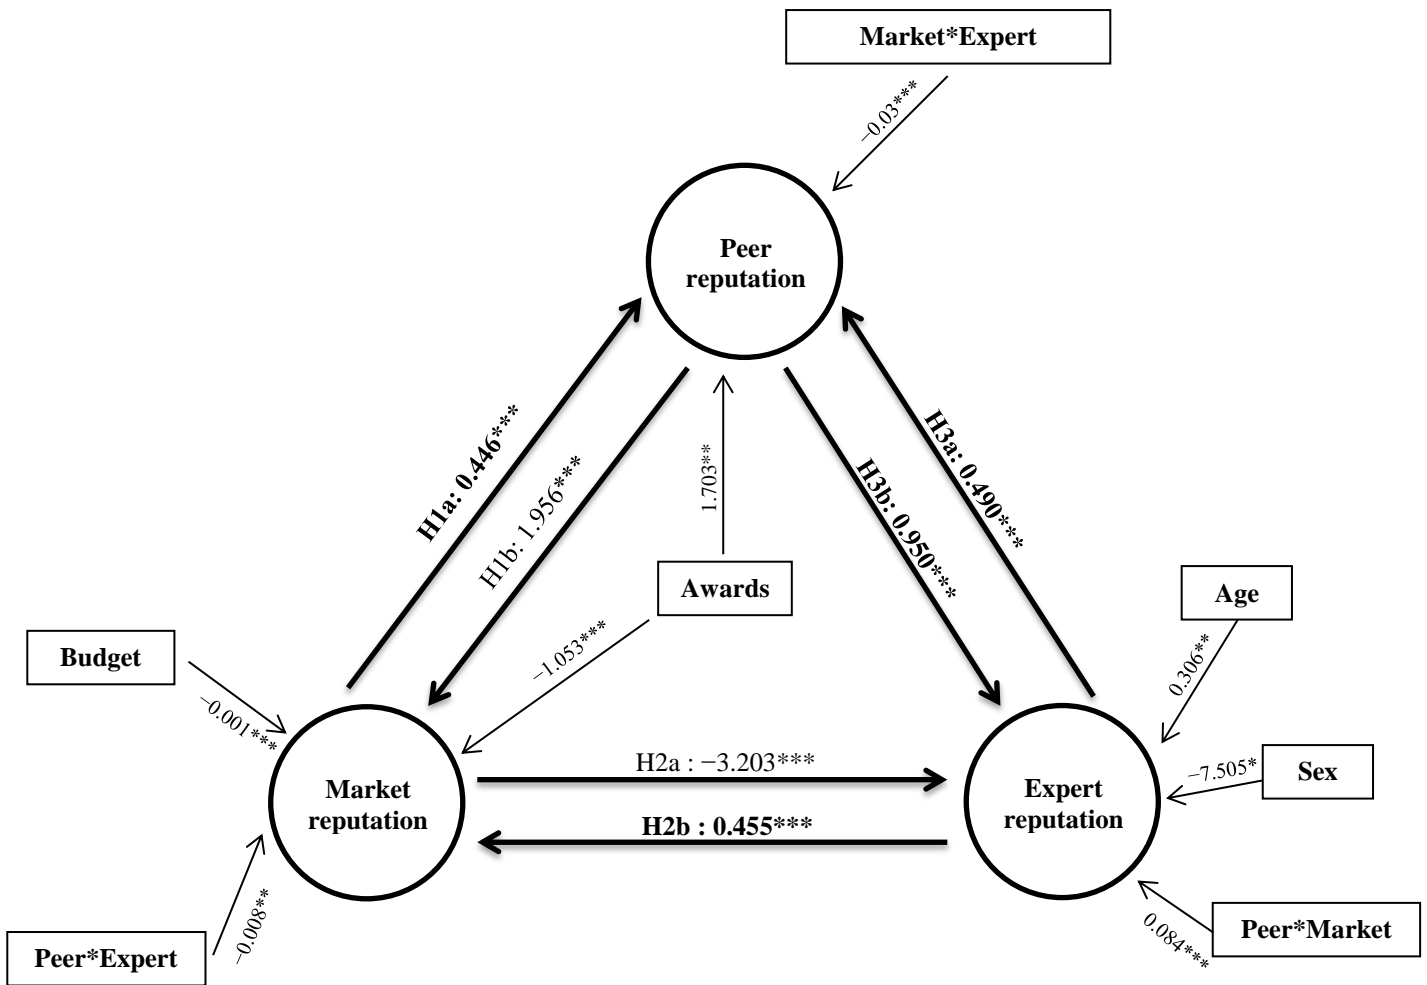 Market*Expert
−0.03***
Peer
reputation
H1a: 0.446***
H1b: 1.956***
1.703**
H3b: 0.950***
H3a: 0.490***
Awards
−1.053***
Age
0.306**
Budget
−0.001***
Sex
−7.505*
H2a : −3.203***
Market
reputation
H2b : 0.455***
Expert
reputation
Peer*Expert
−0.008**
Peer*Market
0.084***